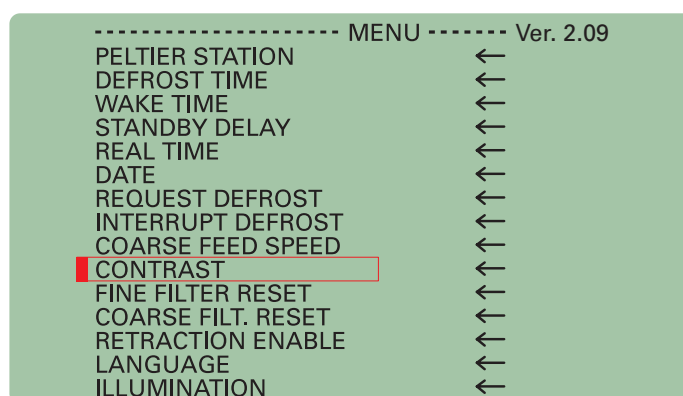 ----------------------- MENU ------- Ver. 2.09
PELTIER STATION ←
DEFROST TIME ←
WAKE TIME ←
STANDBY DELAY ←
REAL TIME ←
DATE ←
REQUEST DEFROST ←
INTERRUPT DEFROST ←
COARSE FEED SPEED ←
CONTRAST ←
FINE FILTER RESET ←
COARSE FILT. RESET ←
RETRACTION ENABLE ←
LANGUAGE ←
ILLUMINATION ←